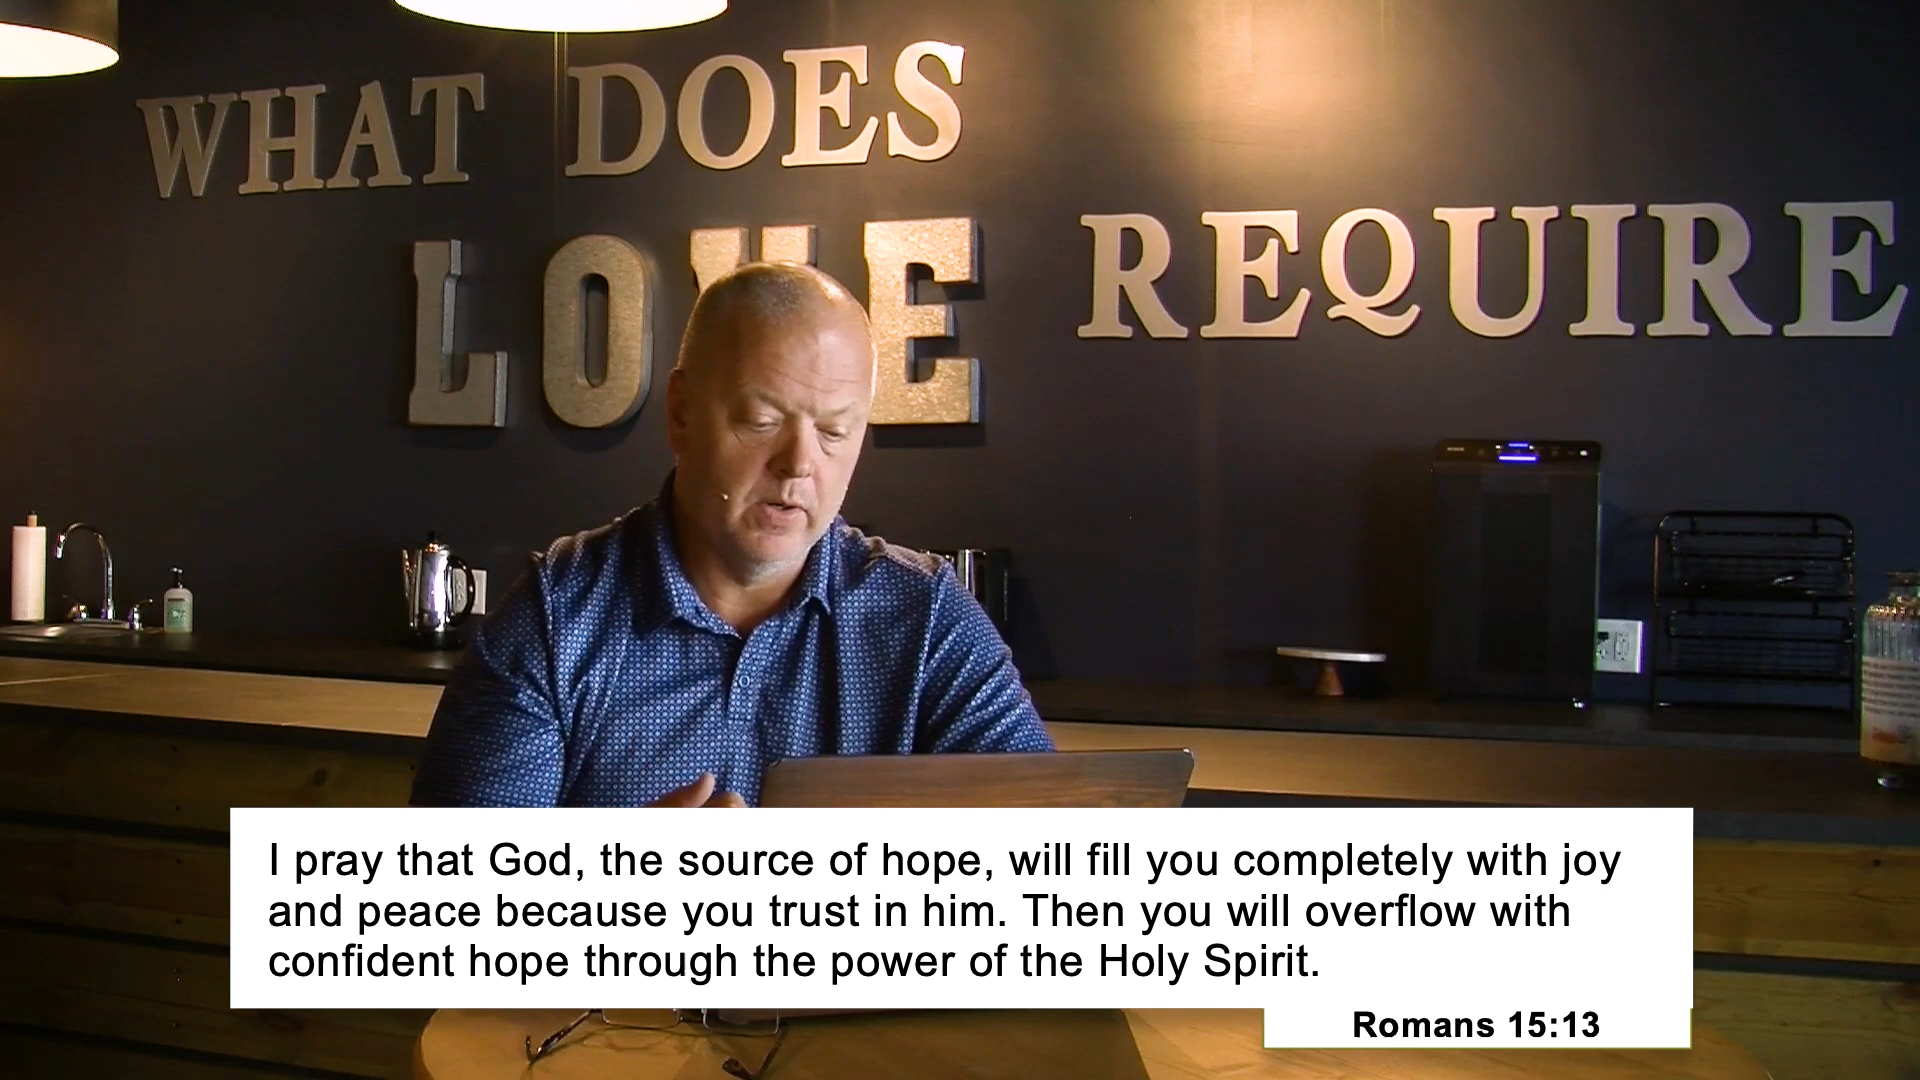 WHAT DOES
LOVE REQUIRE
I pray that God, the source of hope, will fill you completely with joy
and peace because you trust in him. Then you will overflow with
confident hope through the power of the Holy Spirit.
Romans 15:13